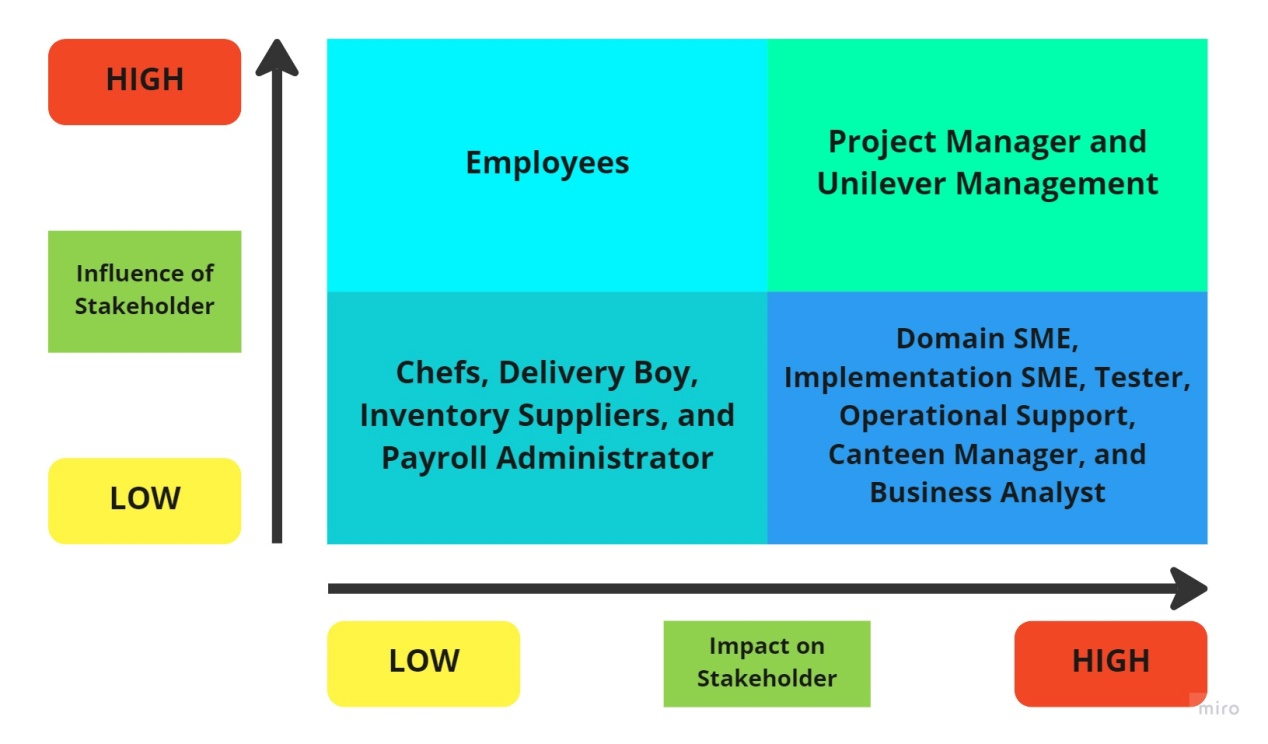 HIGH
Employees
Project Manager and
Unilever Management
Influence of
Stakeholder
Chefs, Delivery Boy,
Inventory Suppliers, and
Payroll Administrator
Domain SME,
Implementation SME, Tester,
Operational Support,
Canteen Manager, and
Business Analyst
LOW
LOW
Impact on
Stakeholder
HIGH
miro